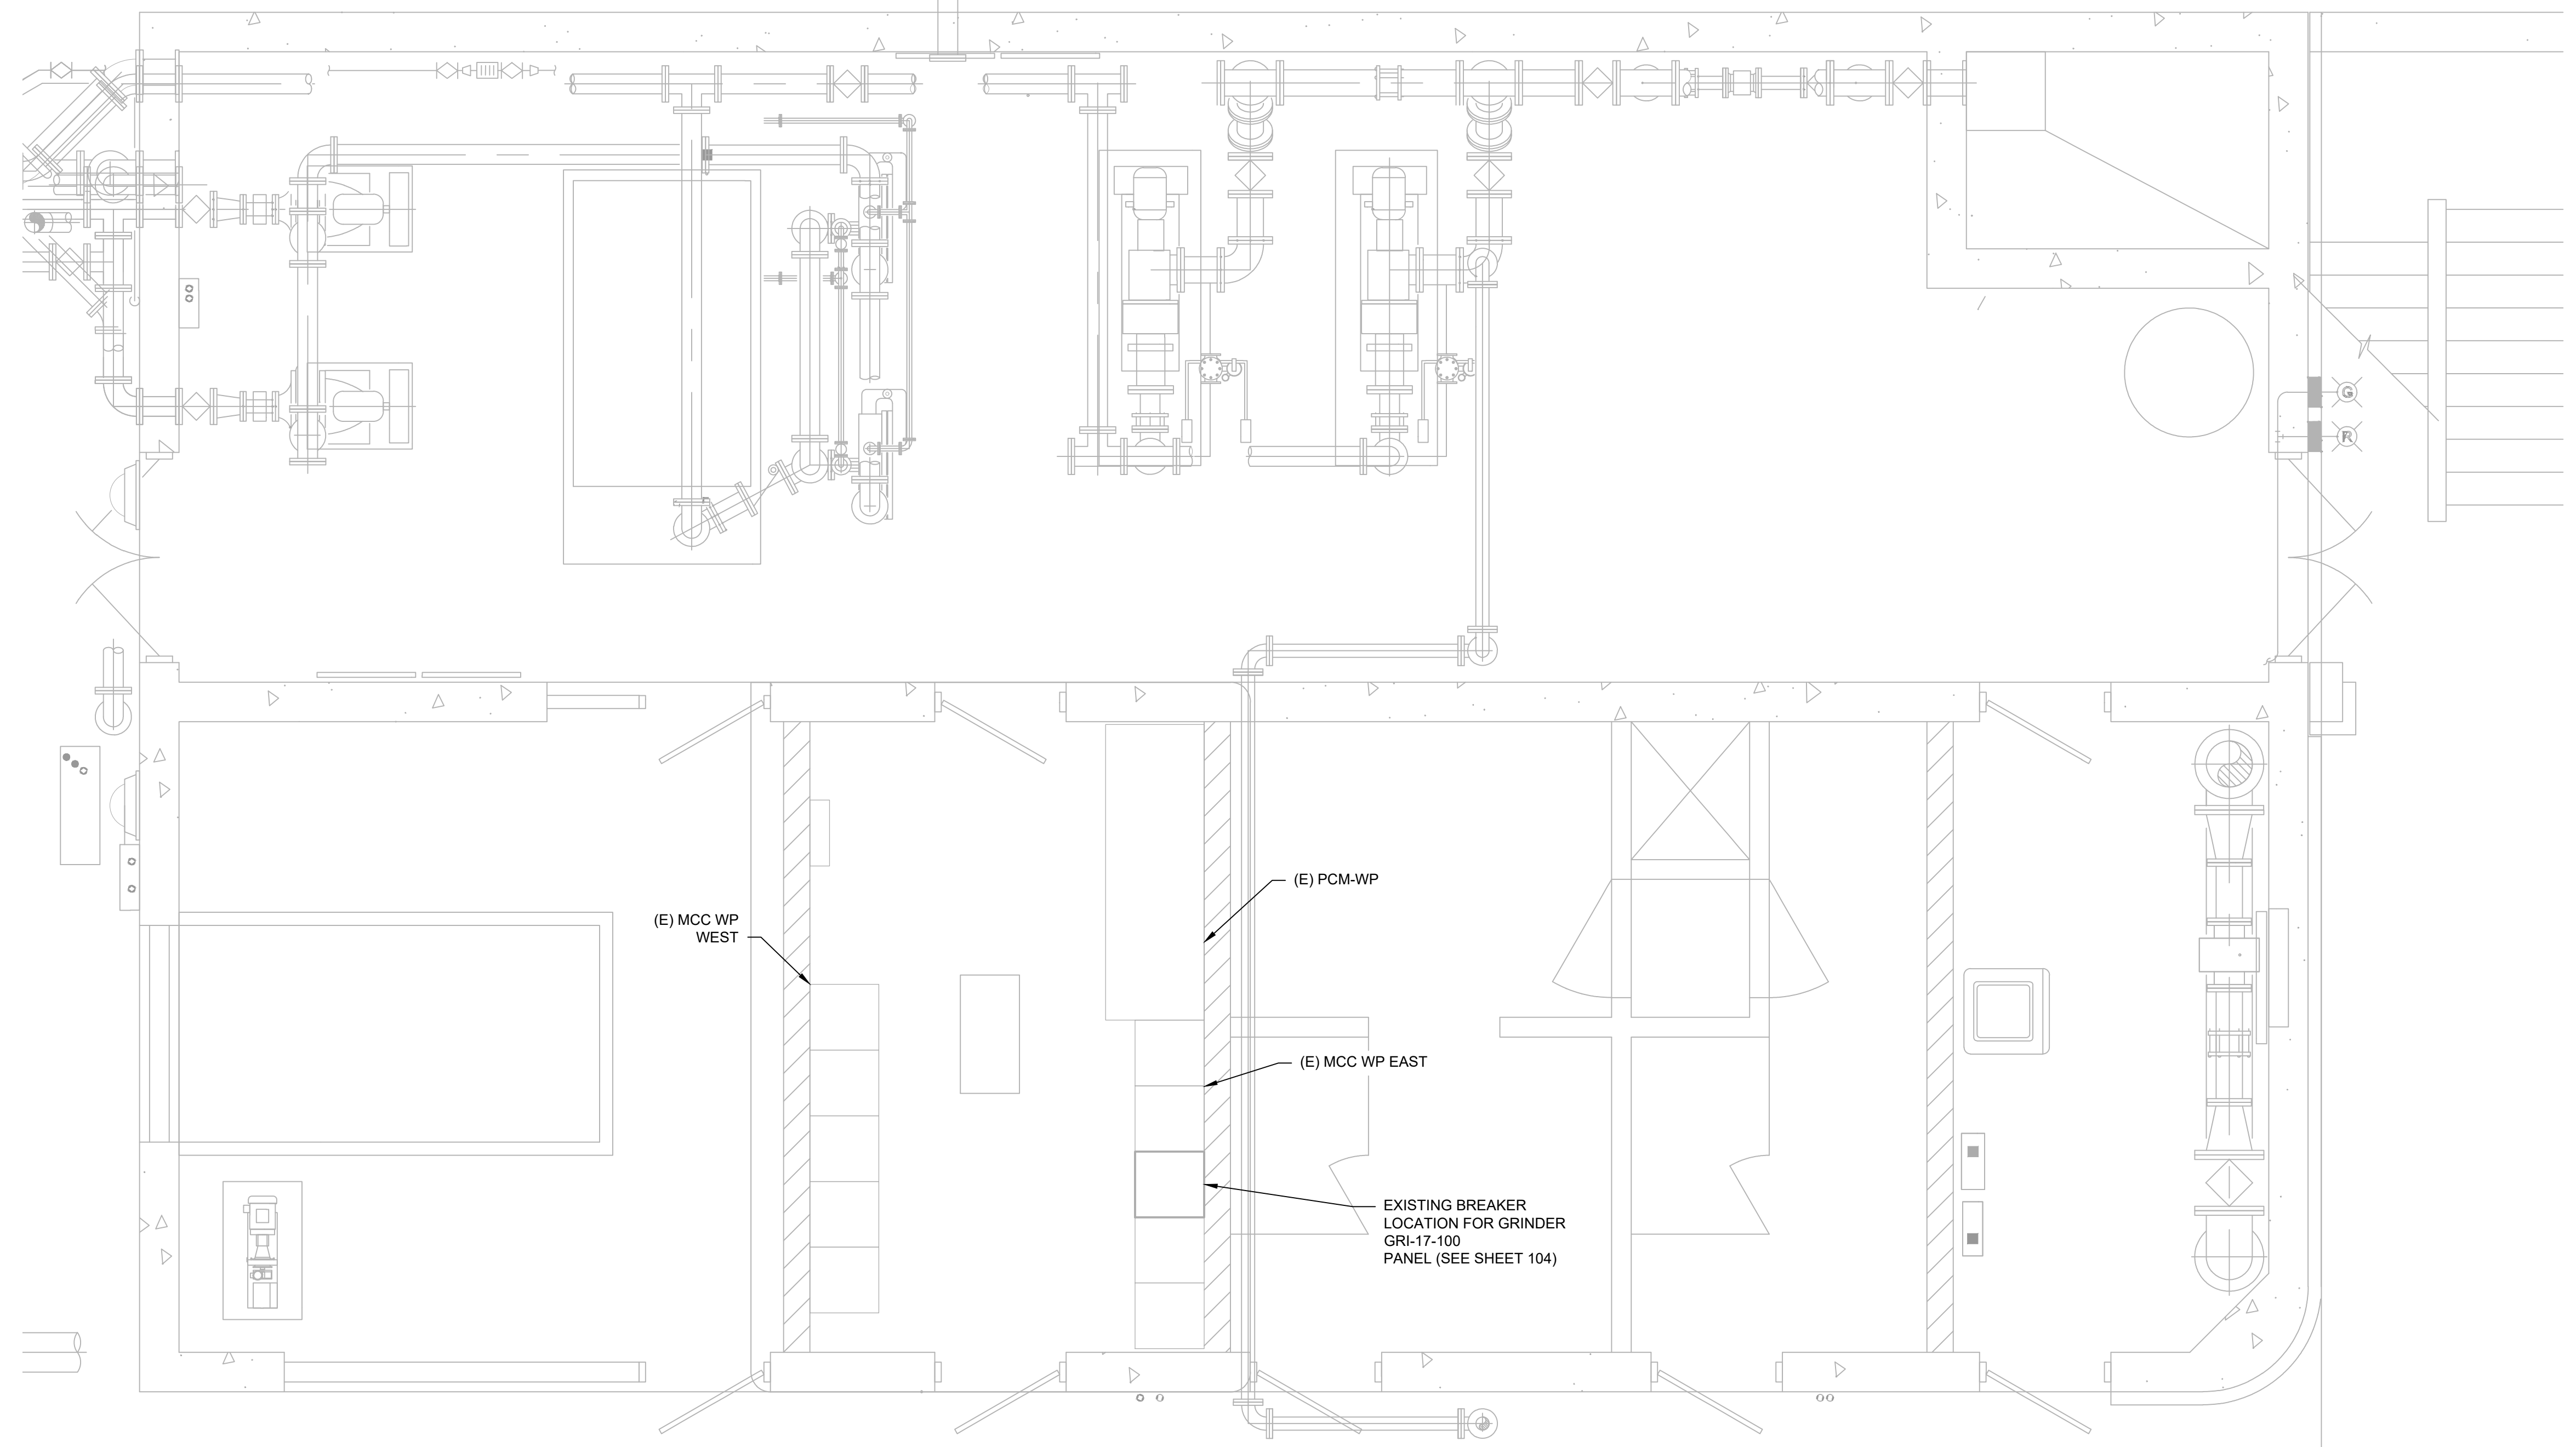 G
R
(E) PCM-WP
(E) MCC WP
WEST
(E) MCC WP EAST
EXISTING BREAKER
LOCATION FOR GRINDER
GRI-17-100
PANEL (SEE SHEET 104)